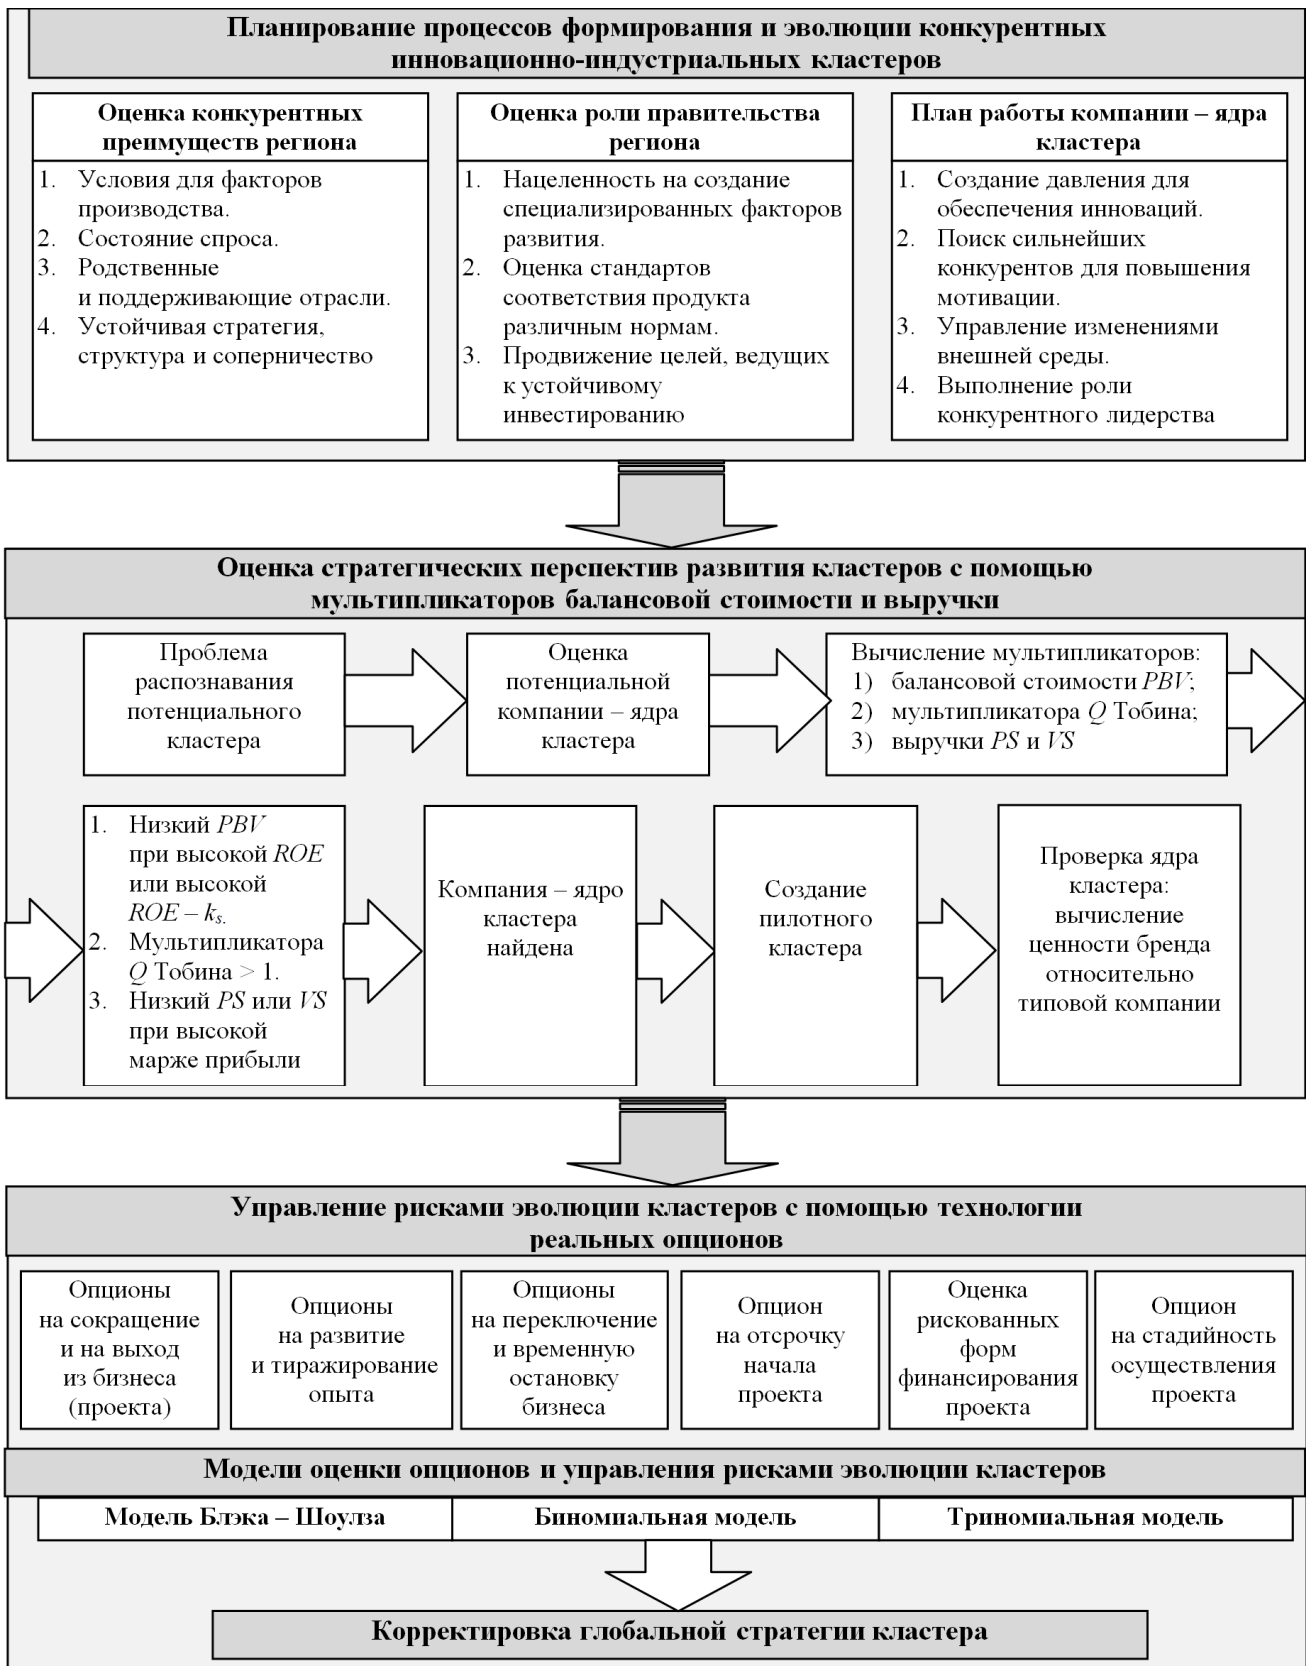 Планирование процессов формирования и эволюции конкурентных
инновационно-индустриальных кластеров
Оценка конкурентных
преимуществ региона
1. Условия для факторов
производства.
2. Состояние спроса.
3. Родственные
и поддерживающие отрасли.
4. Устойчивая стратегия,
структура и соперничество
Оценка роли правительства
региона
1. Нацеленность на создание
специализированных факторов
развития.
2. Оценка стандартов
соответствия продукта
различным нормам.
3. Продвижение целей, ведущих
к устойчивому
инвестированию
План работы компании – ядра
кластера
1. Создание давления для
обеспечения инноваций.
2. Поиск сильнейших
конкурентов для повышения
мотивации.
3. Управление изменениями
внешней среды.
4. Выполнение роли
конкурентного лидерства
Оценка стратегических перспектив развития кластеров с помощью
мультипликаторов балансовой стоимости и выручки
Проблема
распознавания
потенциального
кластера
Оценка
потенциальной
компании – ядра
кластера
Вычисление мультипликаторов:
1) балансовой стоимости PBV;
2) мультипликатора Q Тобина;
3) выручки PS и VS
1. Низкий PBV
при высокой ROE
или высокой
ROE – ks.
2. Мультипликатора
Q Тобина > 1.
3. Низкий PS или VS
при высокой
марже прибыли
Компания – ядро
кластера
найдена
Создание
пилотного
кластера
Проверка ядра
кластера:
вычисление
ценности бренда
относительно
типовой компании
Управление рисками эволюции кластеров с помощью технологии
реальных опционов
Опционы
на сокращение
и на выход
из бизнеса
(проекта)
Опционы
на развитие
и тиражирование
опыта
Опционы
на переключение
и временную
остановку
бизнеса
Опцион
на отсрочку
начала
проекта
Оценка
рискованных
форм
финансирования
проекта
Опцион
на стадийность
осуществления
проекта
Модели оценки опционов и управления рисками эволюции кластеров
Модель Блэка – Шоулза
Биномиальная модель
Триномиальная модель
Корректировка глобальной стратегии кластера